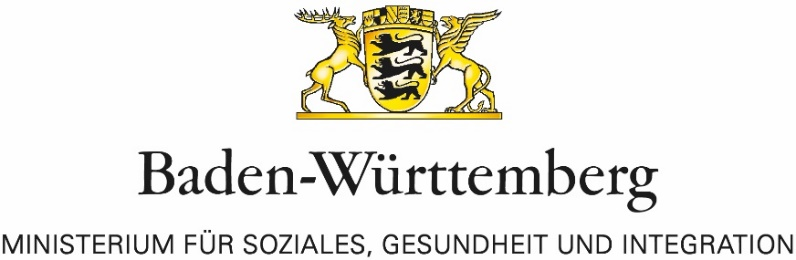 Baden-Württemberg
MINISTERIUM FÜR SOZIALES, GESUNDHEIT UND INTEGRATION